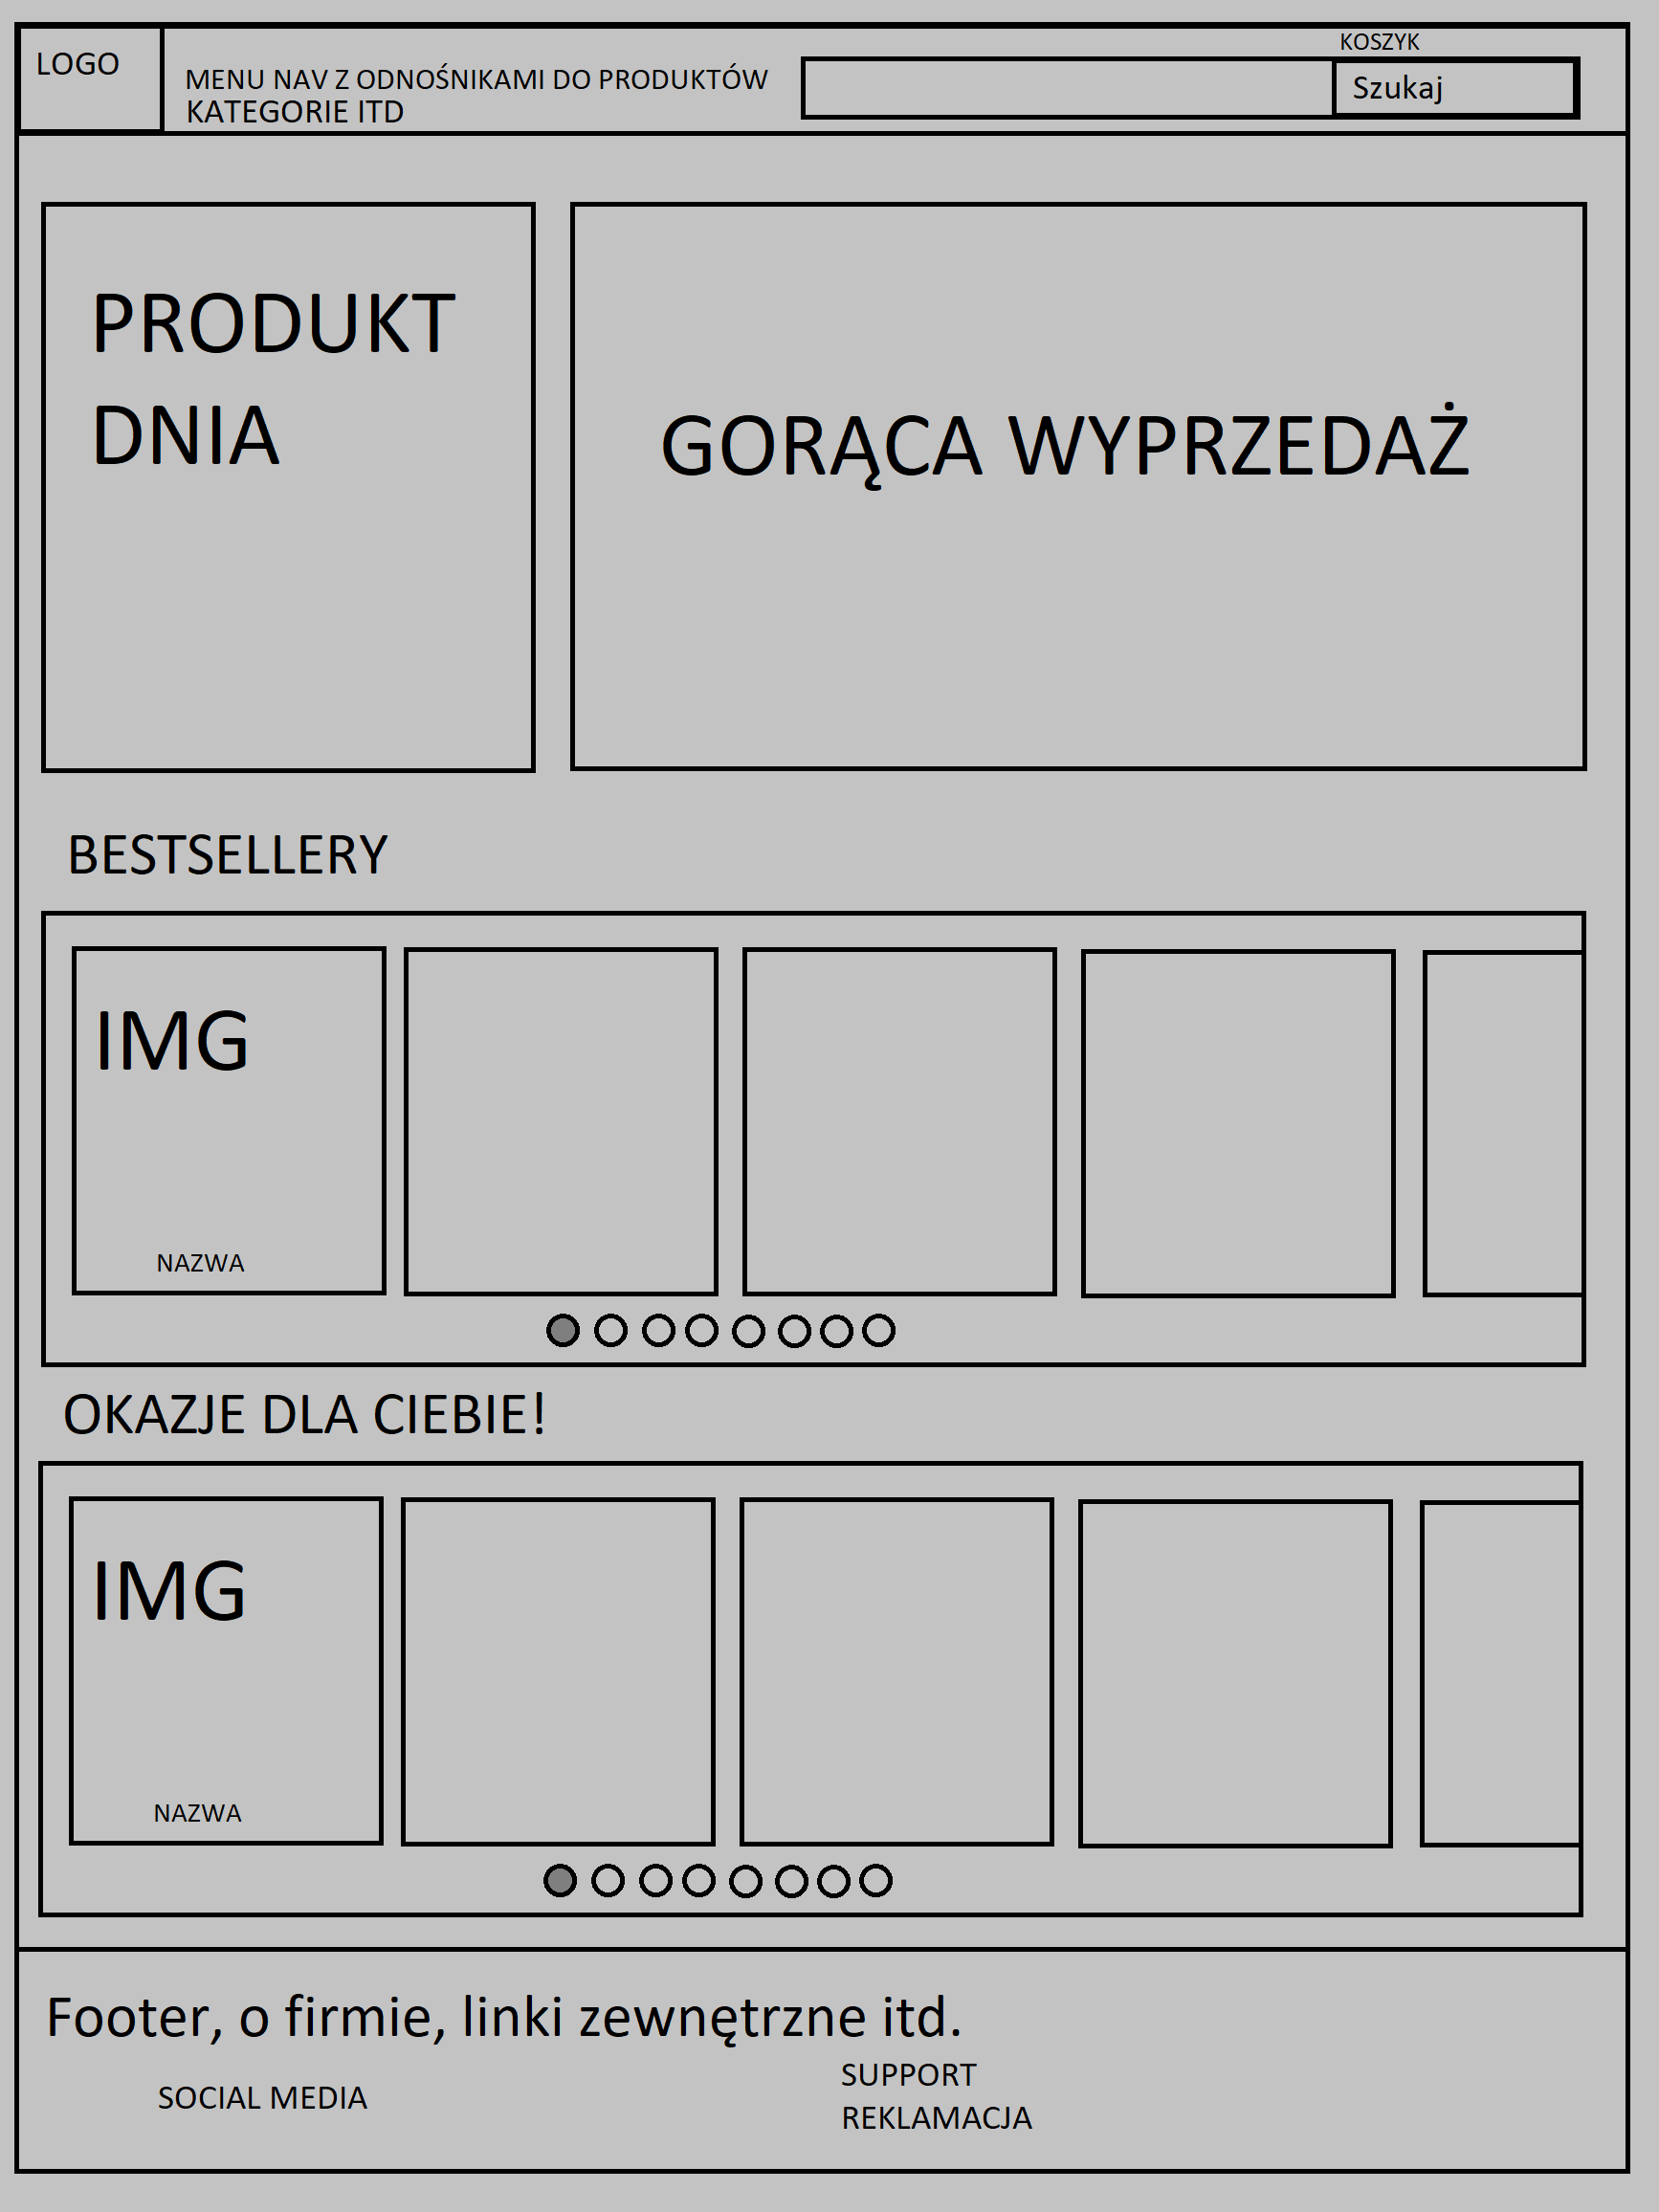 LOGO
MENU NAV Z ODNOŚNIKAMI DO PRODUKTÓW
KATEGORIE ITD
KOSZYK
Szukaj
PRODUKT
DNIA
GORĄCA WYPRZEDAŻ
BESTSELLERY
IMG
NAZWA
OKAZJE DLA CIEBIE!
IMG
NAZWA
Footer, o firmie, linki zewnętrzne itd.
SOCIAL MEDIA
SUPPORT
REKLAMACJA